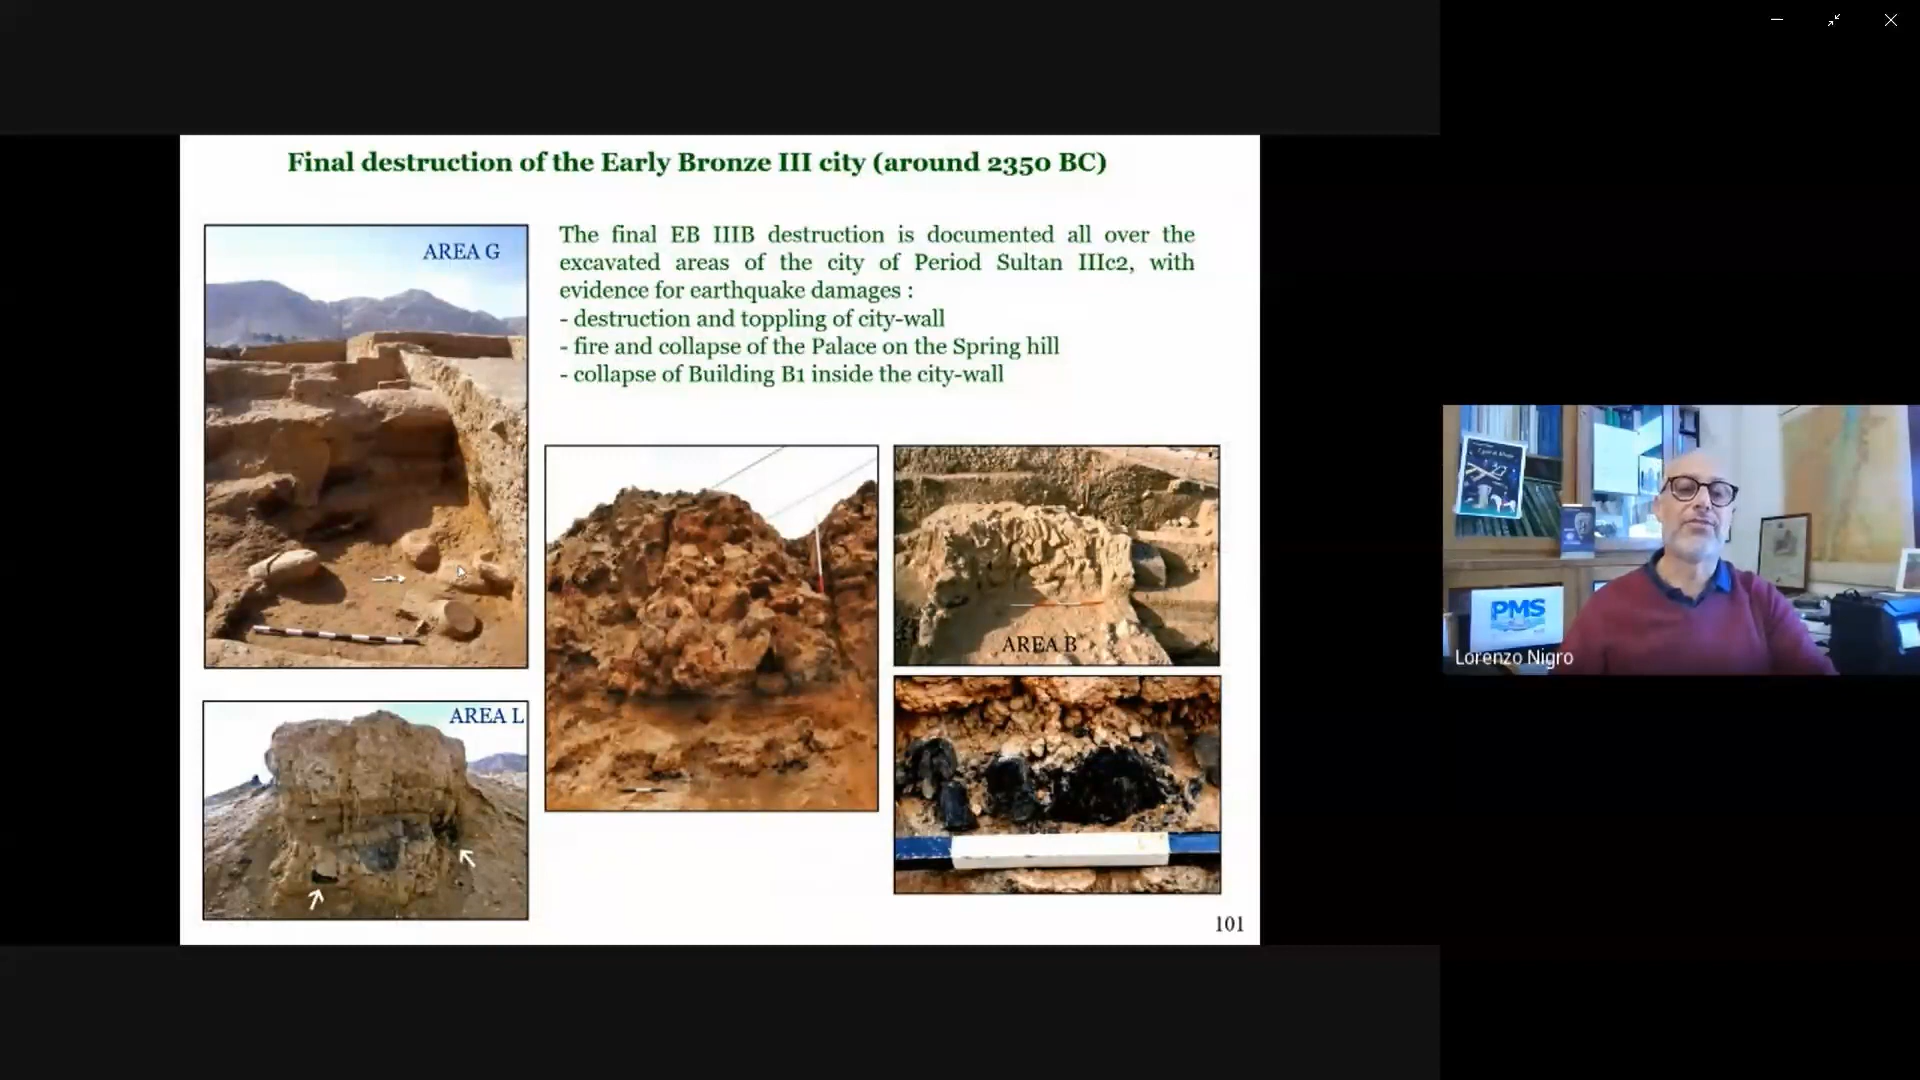 Final destruction of the Early Bronze III city (around 2350 BC)
AREA G
The final EB IIIB destruction is documented all over the
excavated areas of the city of Period Sultan IIIc2, with
evidence for earthquake damages :
- destruction and toppling of city-wall
- fire and collapse of the Palace on the Spring hill
- collapse of Building B1 inside the city-wall
AREA B
AREA L
101
PMS
Lorenzo Nigro